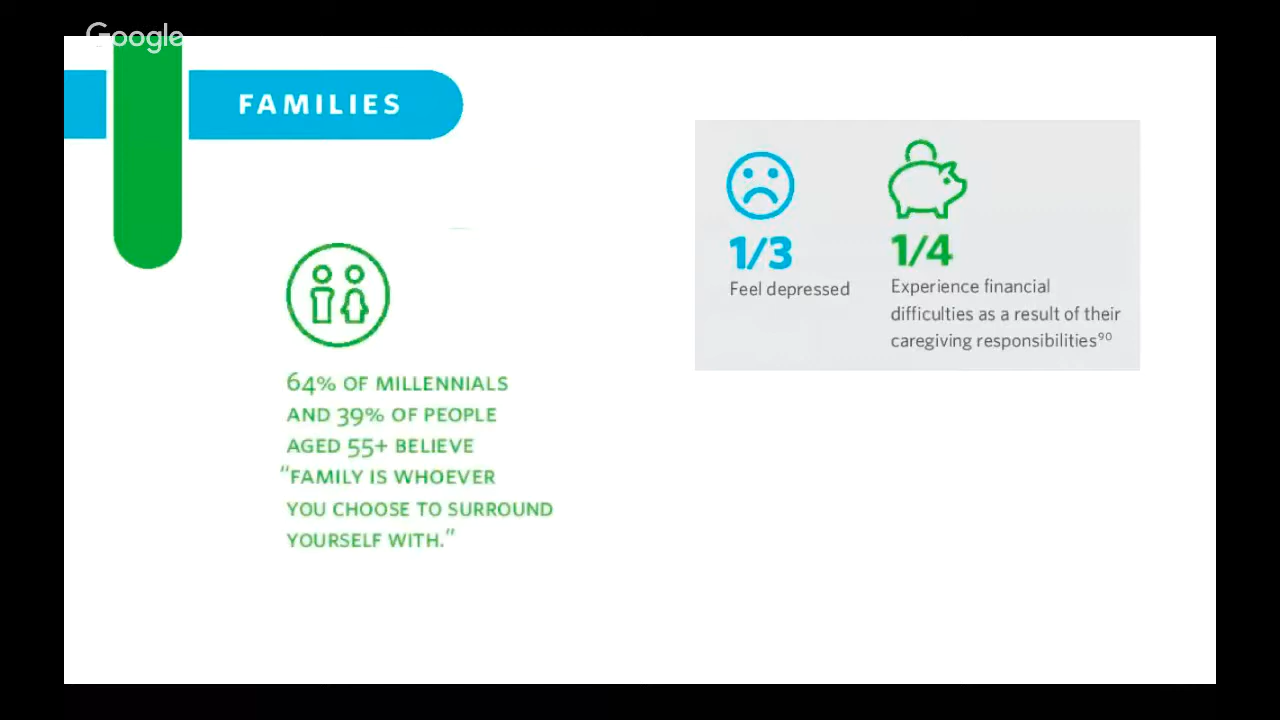 Google
FAMILIES
64% OF MILLENNIALS
AND 39% OF PEOPLE
AGED 55+ BELIEVE
“FAMILY IS WHOEVER
YOU CHOOSE TO SURROUND
YOURSELF WITH.”
1/3
Feel depressed
1/4
Experience financial
difficulties as a result of their
caregiving responsibilities⁹⁰